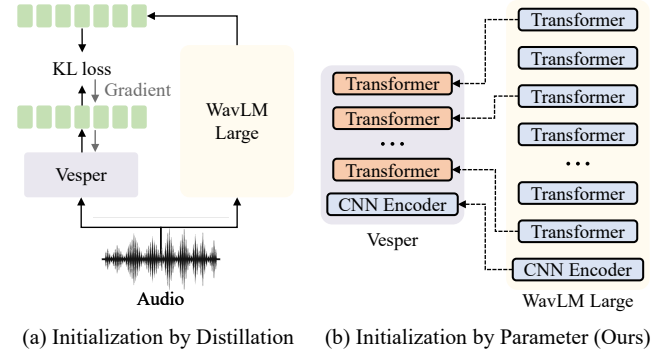 KL loss
Gradient
WavLM
Large
Vesper
Audio
(a) Initialization by Distillation
Transformer
Transformer
...
Transformer
CNN Encoder
Vesper
Transformer
Transformer
Transformer
Transformer
...
Transformer
Transformer
CNN Encoder
WavLM Large
(b) Initialization by Parameter (Ours)